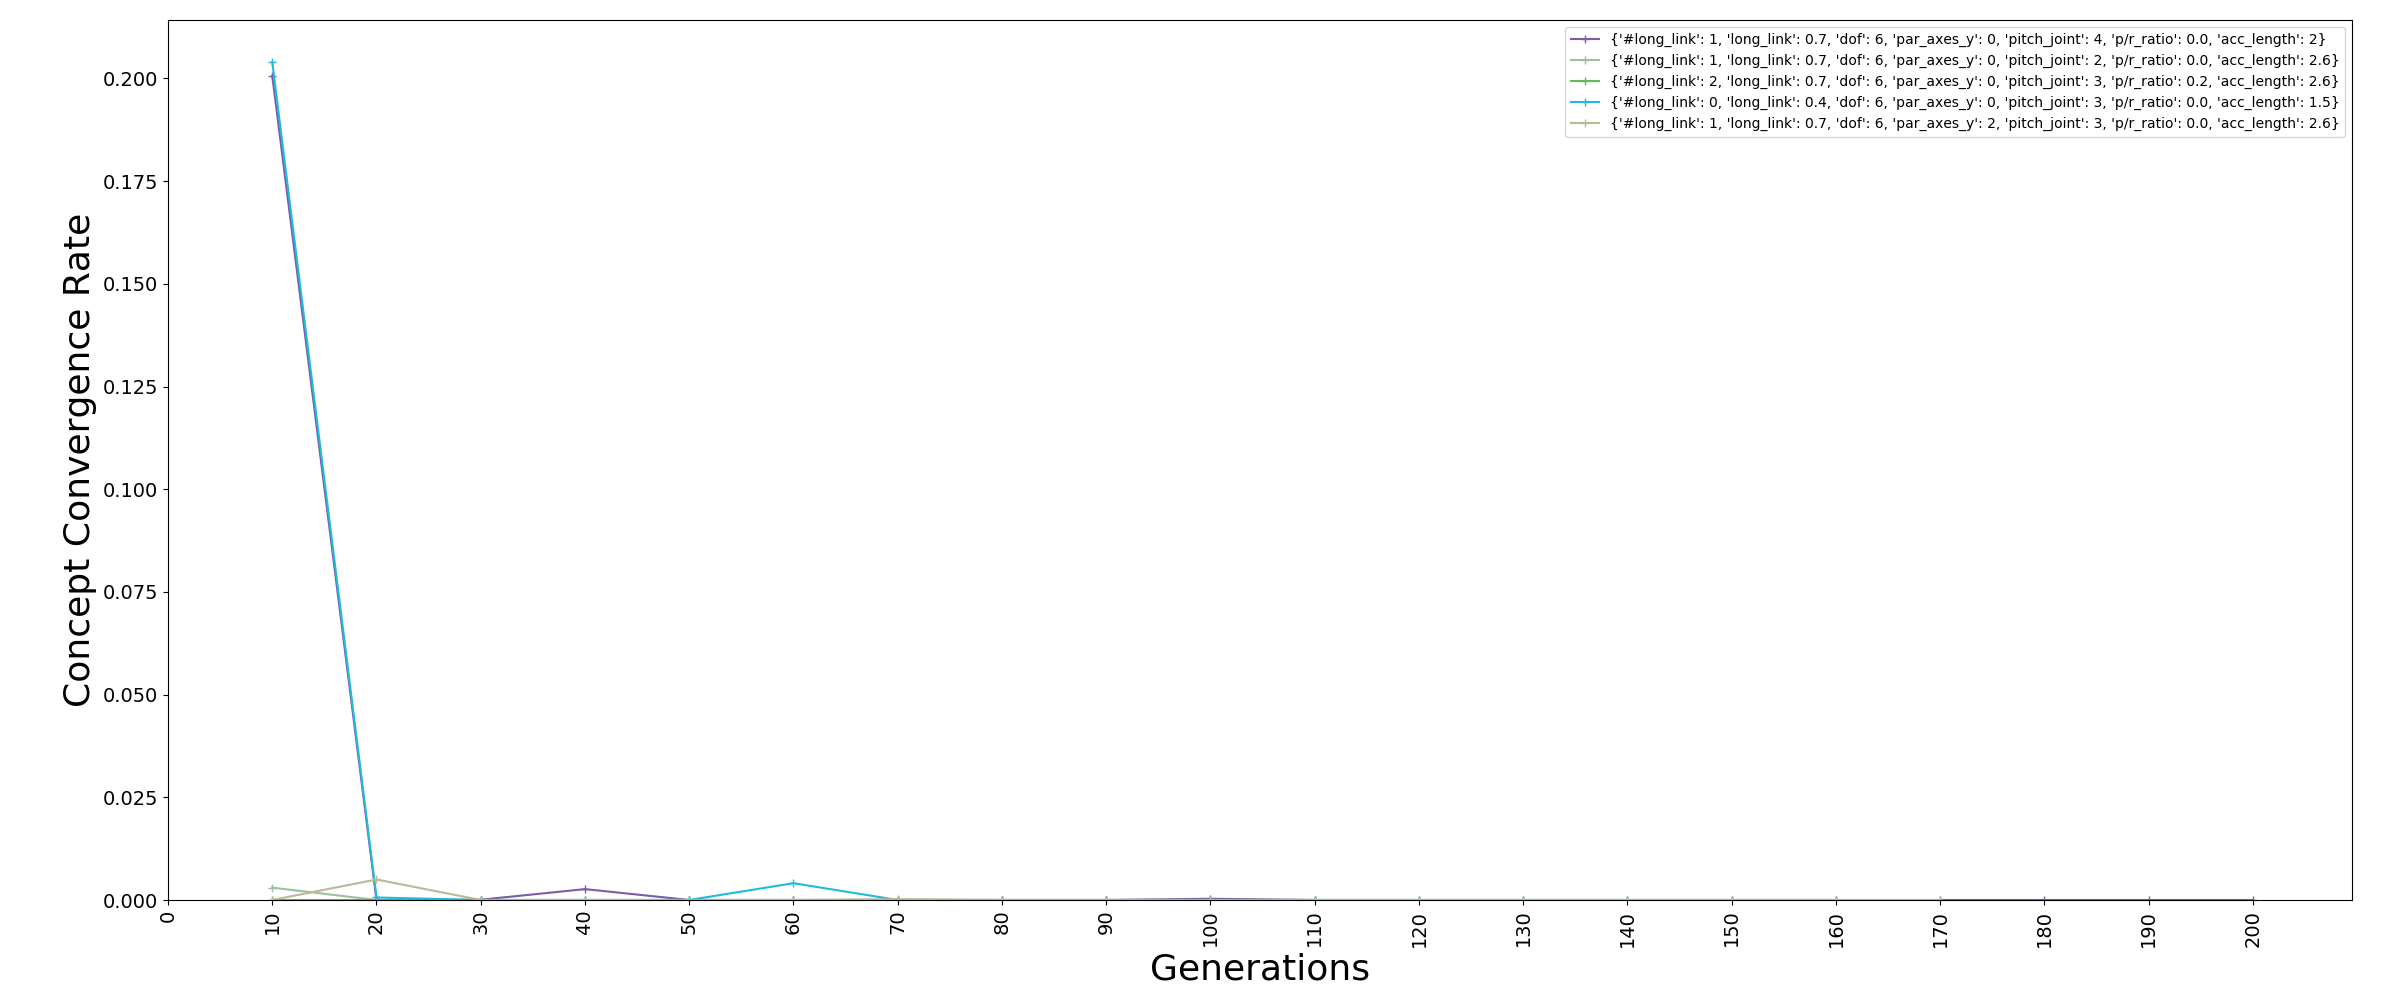 {'#long_link': 1, 'long_link': 0.7, 'dof': 6, 'par_axes_y': 0, 'pitch_joint': 4, 'p/r_ratio': 0.0, 'acc_length': 2}
{'#long_link': 1, 'long_link': 0.7, 'dof': 6, 'par_axes_y': 0, 'pitch_joint': 2, 'p/r_ratio': 0.0, 'acc_length': 2.6}
{'#long_link': 2, 'long_link': 0.7, 'dof': 6, 'par_axes_y': 0, 'pitch_joint': 3, 'p/r_ratio': 0.2, 'acc_length': 2.6}
{'#long_link': 0, 'long_link': 0.4, 'dof': 6, 'par_axes_y': 0, 'pitch_joint': 3, 'p/r_ratio': 0.0, 'acc_length': 1.5}
{'#long_link': 1, 'long_link': 0.7, 'dof': 6, 'par_axes_y': 2, 'pitch_joint': 3, 'p/r_ratio': 0.0, 'acc_length': 2.6}
Concept Convergence Rate
0.200
0.175
0.150
0.125
0.100
0.075
0.050
0.025
0.000
0 10 20 30 40 50 60 70 80 90 100 110 120 130 140 150 160 170 180 190 200
Generations